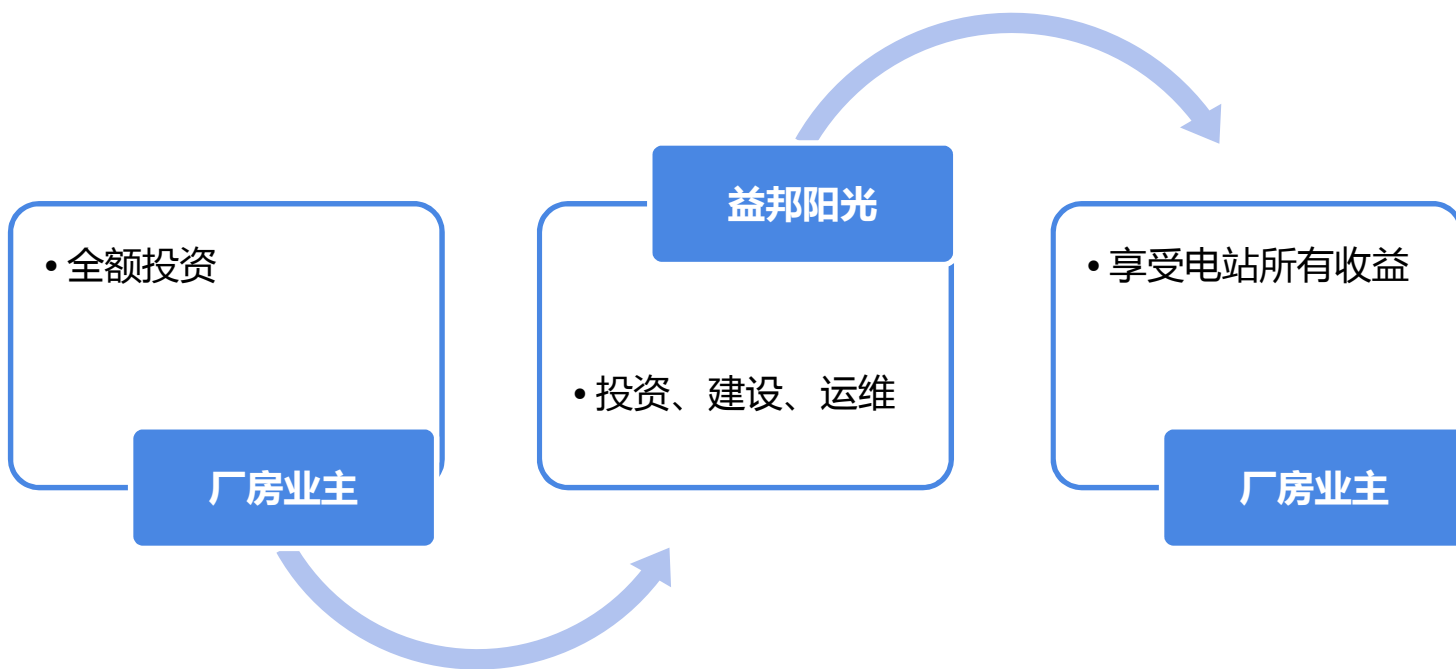 • 全额投资
厂房业主
益邦阳光
• 投资、建设、运维
• 享受电站所有收益
厂房业主